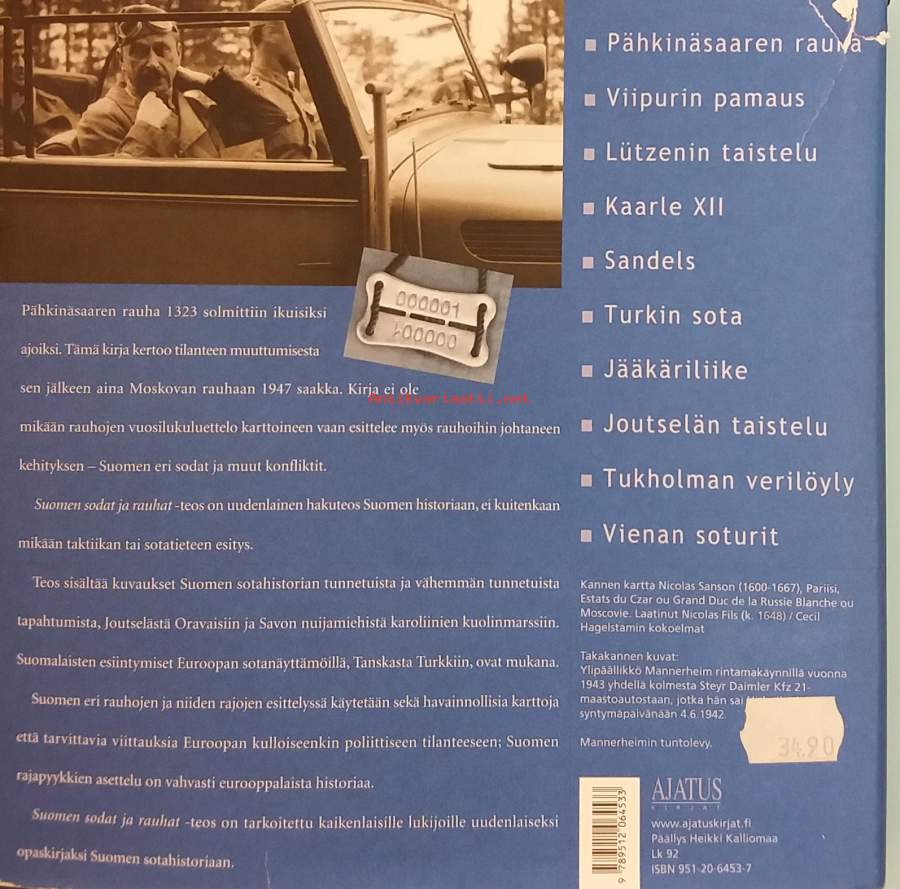 Pähkinäsaaren rauha
Viipurin pamaus
Lützenin taistelu
Kaarle XII
Sandels
Turkin sota
Jääkäriliike
Joutselän taistelu
Tukholman verilöyly
Vienan soturit
000001
000001
Pähkinäsaaren rauha 1323 solmittiin ikuisiksi
ajoiksi. Tämä kirja kertoo tilanteen muuttumisesta
sen jälkeen aina Moskovan rauhaan 1947 saakka. Kirja ei ole
mikään rauhojen vuosilukuluettelo karttoineen vaan esittelee myös rauhoihin johtaneen
kehityksen – Suomen eri sodat ja muut konfliktit.
Suomen sodat ja rauhat -teos on uudenlainen hakuteos Suomen historiaan, ei kuitenkaan
mikään taktiikan tai sotatieteen esitys.
Teos sisältää kuvaukset Suomen sotahistorian tunnetuista ja vähemmän tunnetuista
tapahtumista, Joutselästä Oravaisiin ja Savon nuijamiehistä karoliinien kuolinmarssiin.
Suomalaisten esiintymiset Euroopan sotanäyttämöillä, Tanskasta Turkkiin, ovat mukana.
Suomen eri rauhojen ja niiden rajojen esittelyssä käytetään sekä havainnollisia karttoja
että tarvittavia viittauksia Euroopan kulloiseenkin poliittiseen tilanteeseen; Suomen
rajapyykkien asettelu on vahvasti eurooppalaista historiaa.
Suomen sodat ja rauhat -teos on tarkoitettu kaikenlaisille lukijoille uudenlaiseksi
opaskirjaksi Suomen sotahistoriaan.
Antikvariaatti.net
Kannen kartta Nicolas Sanson (1600-1667), Pariisi,
Estats du Czar ou Grand Duc de la Russie Blanche ou
Moscovie. Laatinut Nicolas Fils (k. 1648) / Cecil
Hagelstamin kokoelmat
Takakannen kuvat:
Ylipäällikkö Mannerheim rintamakäynnillä vuonna
1943 yhdellä kolmesta Steyr Daimler Kfz 21-
maastoautostaan, jotka hän sai
syntymäpäivänään 4.6.1942.
Mannerheimin tuntolevy.
34.90
AJATUS
KIRJAT
www.ajatuskirjat.fi
Päällys Heikki Kalliomaa
Lk 92
ISBN 951-20-6453-7
9 789512 064533